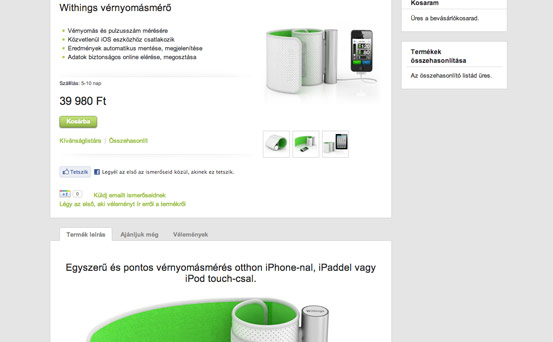 Withings vérnyomásmérő
Vérnyomás és pulzusszám mérésére
Közvetlenül iOS eszközhöz csatlakozik
Eredmények automatikus mentése, megjelenítése
Adatok biztonságos online elérése, megosztása
Szállítás: 5-10 nap
39 980 Ft
Kosárba
Kívánságlistára | Összehasonlít
Tetszik
Legyél az első az ismerőseid közül, akinek ez tetszik.
+1 0 Küldj emailt ismerőseidnek
Légy az első, aki véleményt ír erről a termékről
Kosaram
Üres a bevásárlókosarad.
Termékek
összehasonlítása
Az összehasonlító listád üres.
Termék leírás Ajánljuk még Vélemények
Egyszerű és pontos vérnyomásmérés otthon iPhone-nal, iPaddel vagy
iPod touch-csal.